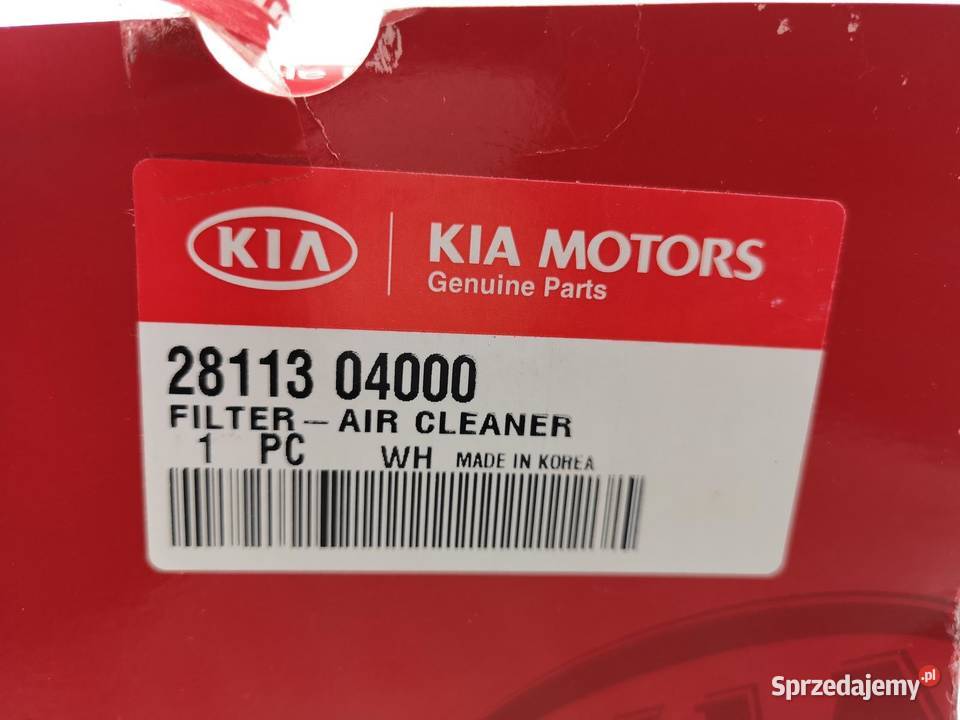 KIA
KIA MOTORS
Genuine Parts
28113 04000
FILTER-AIR CLEANER
1 PC WH MADE IN KOREA
Sprzedajemy.pl